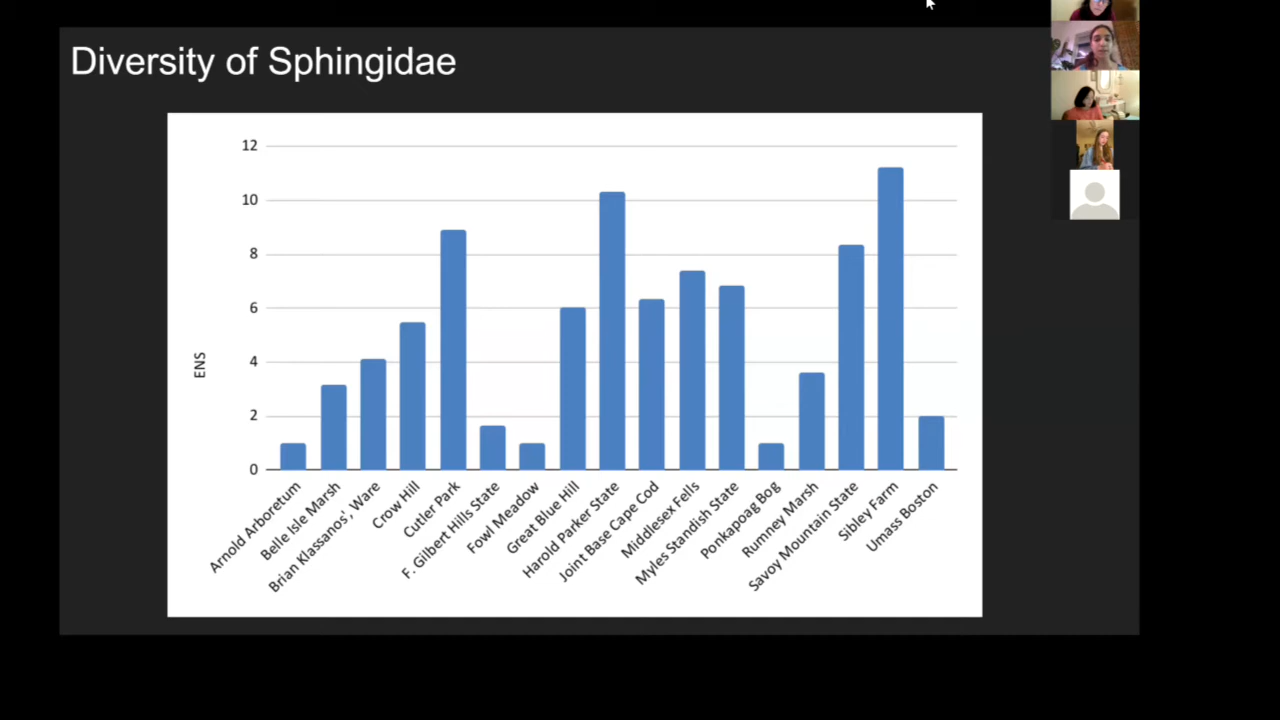 Diversity of Sphingidae
12
10
8
6
4
2
0
ENS
Arnold Arboretum
Belle Isle Marsh
Brian Klassanos', Ware
Crow Hill
Cutler Park
F. Gilbert Hills State
Fowl Meadow
Great Blue Hill
Harold Parker State
Joint Base Cape Cod
Middlesex Fells
Myles Standish State
Ponkapoag Bog
Rumney Marsh
Savoy Mountain State
Sibley Farm
Umass Boston